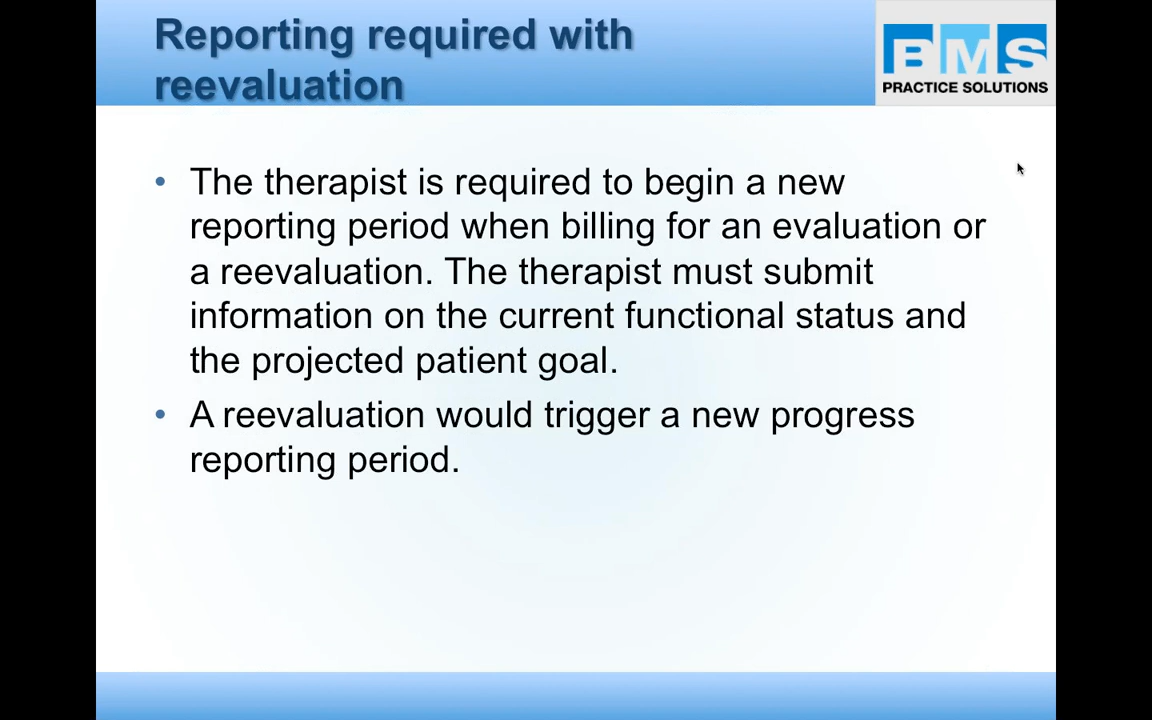 Reporting required with
reevaluation
BMS
PRACTICE SOLUTIONS
• The therapist is required to begin a new
reporting period when billing for an evaluation or
a reevaluation. The therapist must submit
information on the current functional status and
the projected patient goal.
• A reevaluation would trigger a new progress
reporting period.